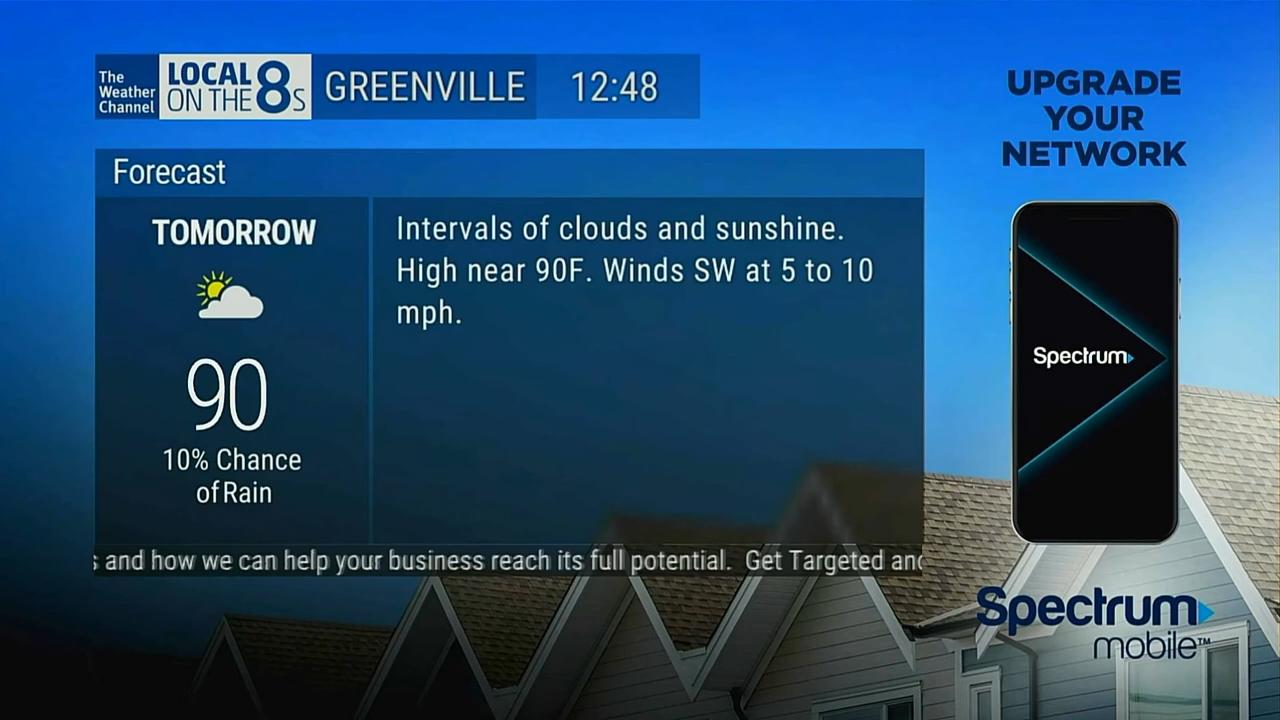 The
Weather
Channel
LOCAL
ON THE 8s
GREENVILLE
12:48
Forecast
TOMORROW
90
10% Chance
of Rain
Intervals of clouds and sunshine.
High near 90F. Winds SW at 5 to 10
mph.
s and how we can help your business reach its full potential. Get Targeted and
UPGRADE
YOUR
NETWORK
Spectrum
Spectrum
mobile™